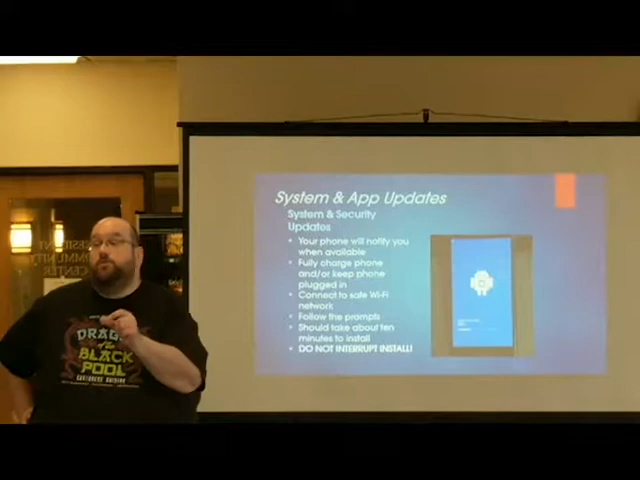 System & App Updates
System & Security
Updates
• Your phone will notify you
when available
• Fully charge phone
and/or keep phone
plugged in
• Connect to safe Wi-Fi
network
• Follow the prompts
• Should take about ten
minutes to install
• DO NOT INTERRUPT INSTALL!
BLACK
POOL